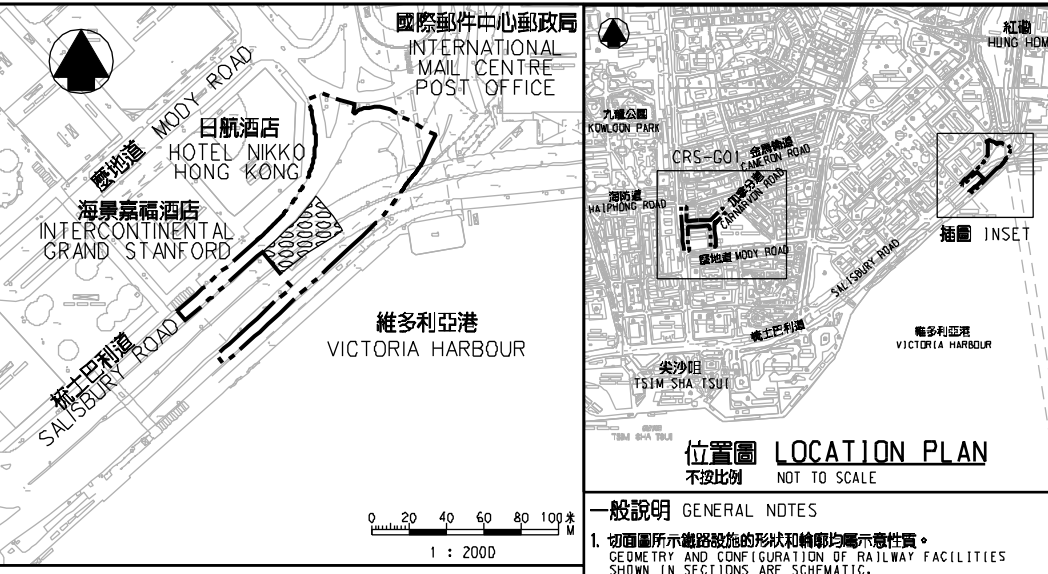 國際郵件中心郵政局
INTERNATIONAL
MAIL CENTRE
POST OFFICE
麼地道 MODY ROAD
日航酒店
HOTEL NIKKO
HONG KONG
海景嘉福酒店
INTERCONTINENTAL
GRAND STANFORD
維多利亞港
VICTORIA HARBOUR
梳士巴利道
SALISBURY ROAD
0 20 40 60 80 100 米
M
1 : 2000
紅磡
HUNG HOM
九龍公園
KOWLOON PARK
CRS-G01
金馬倫道
CAMERON ROAD
加拿分道
CARNARVON ROAD
海防道
HAIPHONG ROAD
麼地道 MODY ROAD
插圖 INSET
SALISBURY ROAD
梳士巴利道
維多利亞港
VICTORIA HARBOUR
尖沙咀
TSIM SHA TSUI
TSIM SHA TSUI
位置圖 LOCATION PLAN
不按比例 NOT TO SCALE
一般說明 GENERAL NOTES
1. 切面圖所示鐵路設施的形狀和輪廓均屬示意性質。
GEOMETRY AND CONFIGURATION OF RAILWAY FACILITIES
SHOWN IN SECTIONS ARE SCHEMATIC.